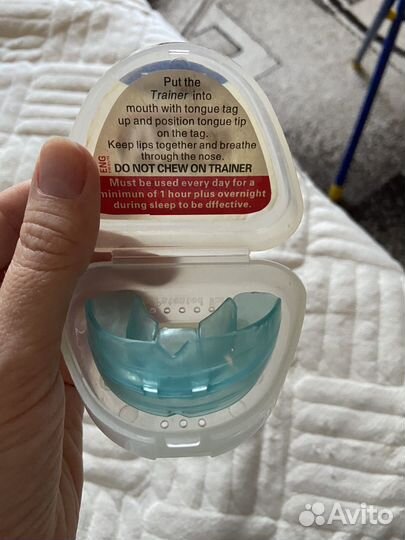 Put the
Trainer into
mouth with tongue tag
up and position tongue tip
on the tag.
Keep lips together and breathe
through the nose.
DO NOT CHEW ON TRAINER
Must be used every day for a
minimun of 1 hour plus overnight
during sleep to be dffective.
ENG
Patented
Avito